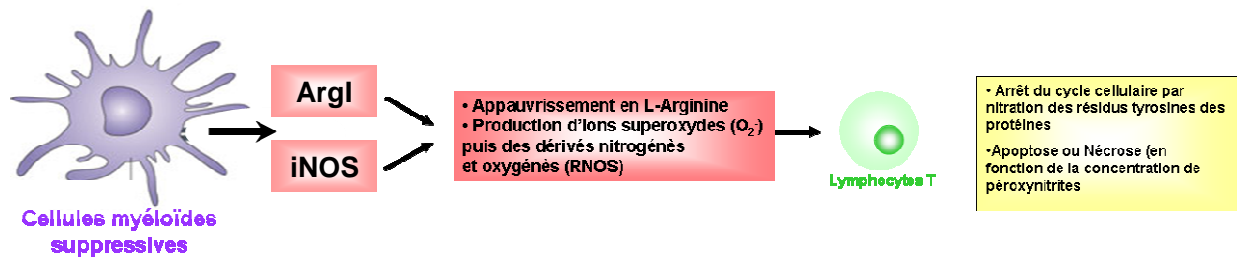 ArgI
iNOS
• Appauvrissement en L-Arginine
• Production d'ions superoxydes (O2-)
puis des dérivés nitrogénès
et oxygénès (RNOS)
Lymphocytes T
• Arrêt du cycle cellulaire par
nitration des résidus tyrosines des
protéines
•Apoptose ou Nécrose (en
fonction de la concentration de
péroxynitrites
Cellules myéloïdes
suppressives